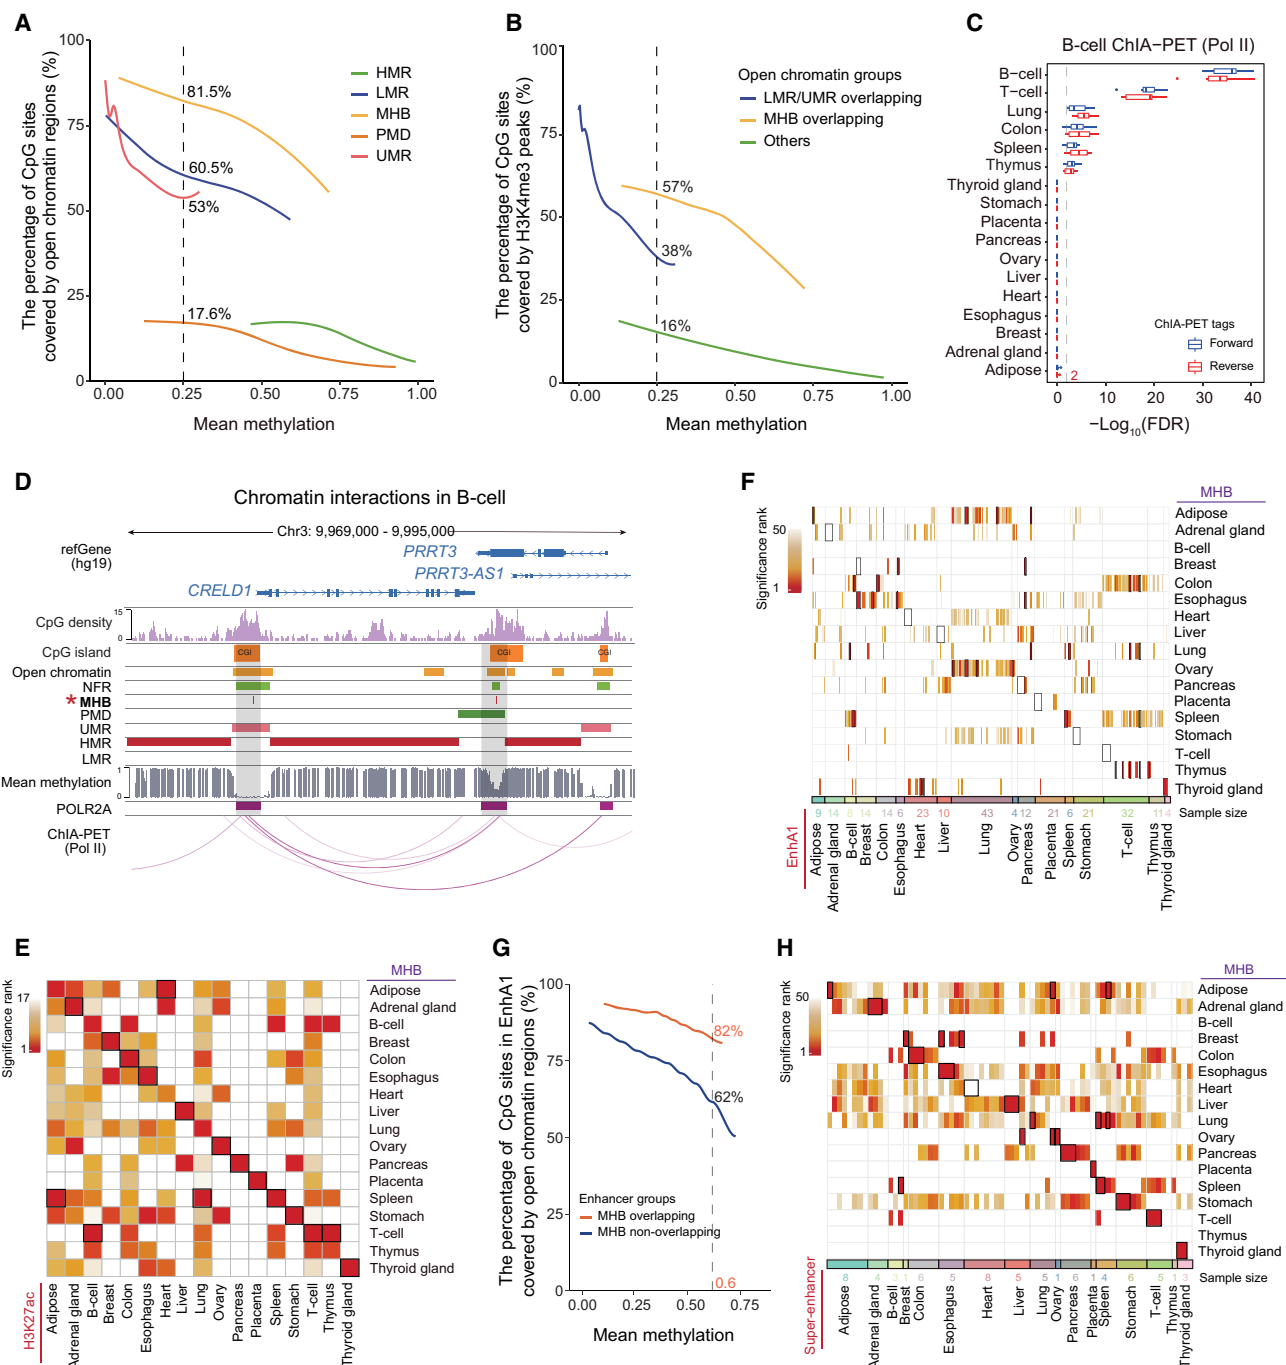 A
The percentage of CpG sites
covered by open chromatin regions (%)
100
75
50
25
0
81.5%
60.5%
53%
17.6%
HMR
LMR
MHB
PMD
UMR
0.00
0.25
0.50
0.75
1.00
Mean methylation
B
The percentage of CpG sites
covered by H3K4me3 peaks (%)
100
75
50
25
0
Open chromatin groups
LMR/UMR overlapping
MHB overlapping
Others
57%
38%
16%
0.00
0.25
0.50
0.75
1.00
Mean methylation
C
B-cell ChIA-PET (Pol II)
B-cell
T-cell
Lung
Colon
Spleen
Thymus
Thyroid gland
Stomach
Placenta
Pancreas
Ovary
Liver
Heart
Esophagus
Breast
Adrenal gland
Adipose
ChIA-PET tags
Forward
Reverse
2
0
10
20
30
40
−Log10(FDR)
D
Chromatin interactions in B-cell
Chr3: 9,969,000 - 9,995,000
refGene
(hg19)
PRRT3
PRRT3-AS1
CRELD1
CpG density
15
0
CpG island
CGI
CGI
CGI
Open chromatin
NFR
* MHB
PMD
UMR
HMR
LMR
Mean methylation
1
0
POLR2A
ChIA-PET
(Pol II)
F
Significance rank
50
1
MHB
Adipose
Adrenal gland
B-cell
Breast
Colon
Esophagus
Heart
Liver
Lung
Ovary
Pancreas
Placenta
Spleen
Stomach
T-cell
Thymus
Thyroid gland
9 14 8 14 14 6 23 10 43 4 12 21 6 21 32 11 4
Sample size
EnhA1
Adipose
Adrenal gland
B-cell
Breast
Colon
Esophagus
Heart
Liver
Lung
Ovary
Pancreas
Placenta
Spleen
Stomach
T-cell
Thymus
Thyroid gland
E
Significance rank
17
1
MHB
Adipose
Adrenal gland
B-cell
Breast
Colon
Esophagus
Heart
Liver
Lung
Ovary
Pancreas
Placenta
Spleen
Stomach
T-cell
Thymus
Thyroid gland
H3K27ac
Adipose
Adrenal gland
B-cell
Breast
Colon
Esophagus
Heart
Liver
Lung
Ovary
Pancreas
Placenta
Spleen
Stomach
T-cell
Thymus
Thyroid gland
G
The percentage of CpG sites in EnhA1
covered by open chromatin regions (%)
100
75
50
25
0
82%
62%
Enhancer groups
MHB overlapping
MHB non-overlapping
0.6
0.00
0.25
0.50
0.75
Mean methylation
H
Significance rank
50
1
MHB
Adipose
Adrenal gland
B-cell
Breast
Colon
Esophagus
Heart
Liver
Lung
Ovary
Pancreas
Placenta
Spleen
Stomach
T-cell
Thymus
Thyroid gland
8 4 3 1 6 5 8 5 5 1 6 1 4 6 5 1 3
Sample size
Super-enhancer
Adipose
Adrenal gland
B-cell
Breast
Colon
Esophagus
Heart
Liver
Lung
Ovary
Pancreas
Placenta
Spleen
Stomach
T-cell
Thymus
Thyroid gland